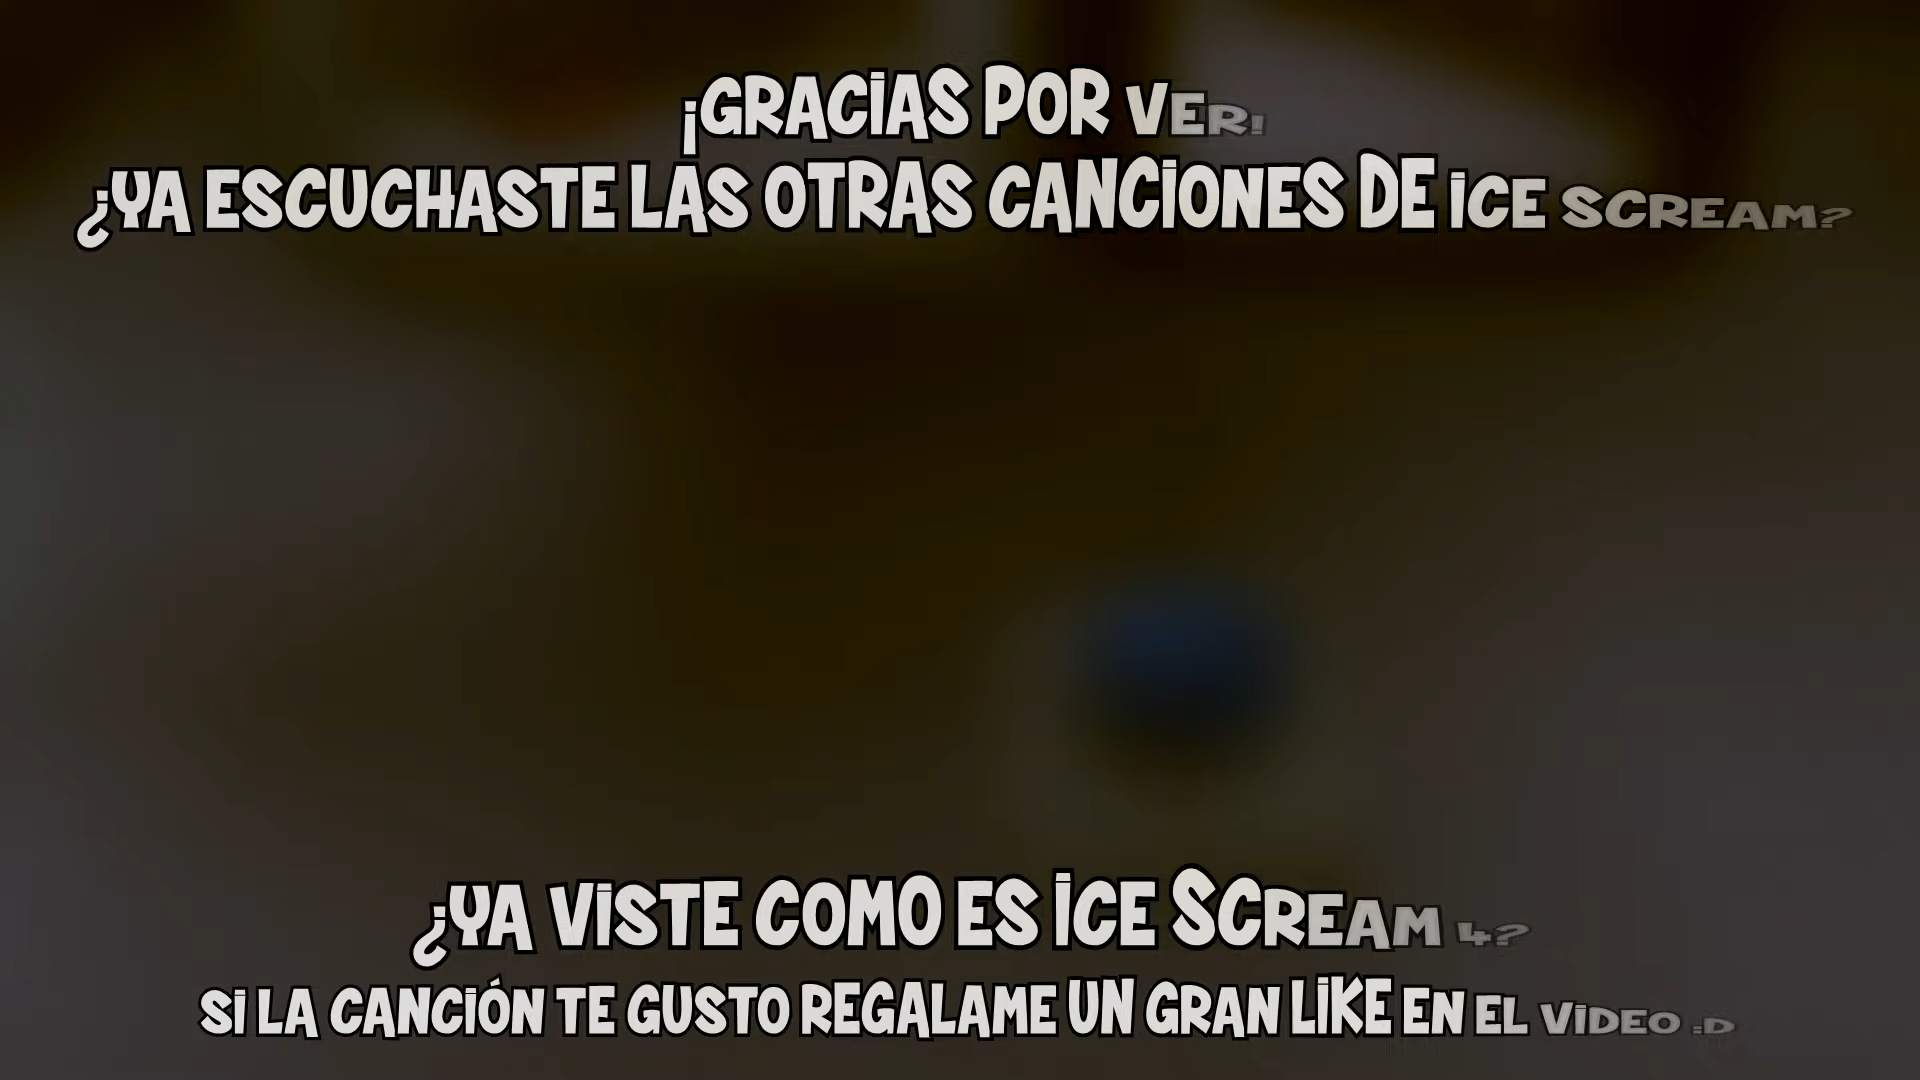 ¡GRACIAS POR VER!
¿YA ESCUCHASTE LAS OTRAS CANCIONES DE ICE SCREAM?
¿YA VISTE COMO ES ICE SCREAM 4?
SI LA CANCIÓN TE GUSTO REGALAME UN GRAN LIKE EN EL VIDEO :D